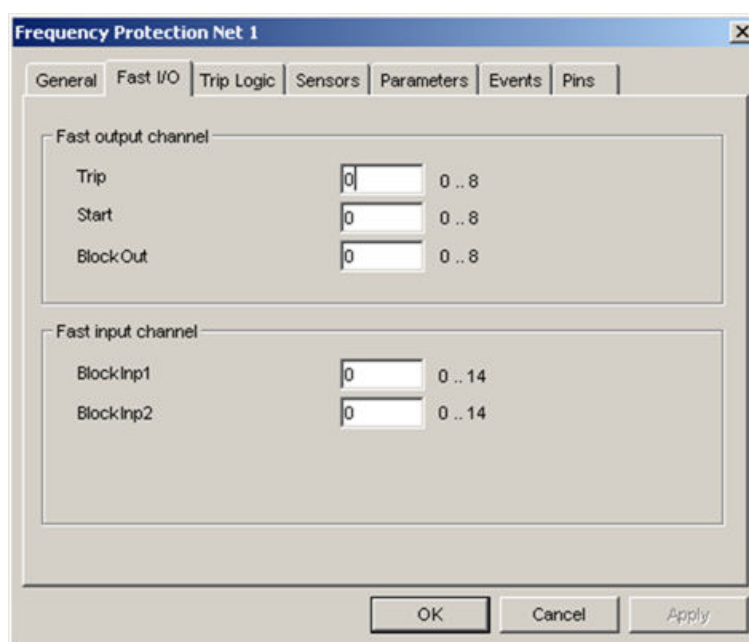 Frequency Protection Net 1
General Fast I/O Trip Logic Sensors Parameters Events Pins
Fast output channel
Trip 0 0 .. 8
Start 0 0 .. 8
BlockOut 0 0 .. 8
Fast input channel
BlockInp1 0 0 .. 14
BlockInp2 0 0 .. 14
OK Cancel Apply